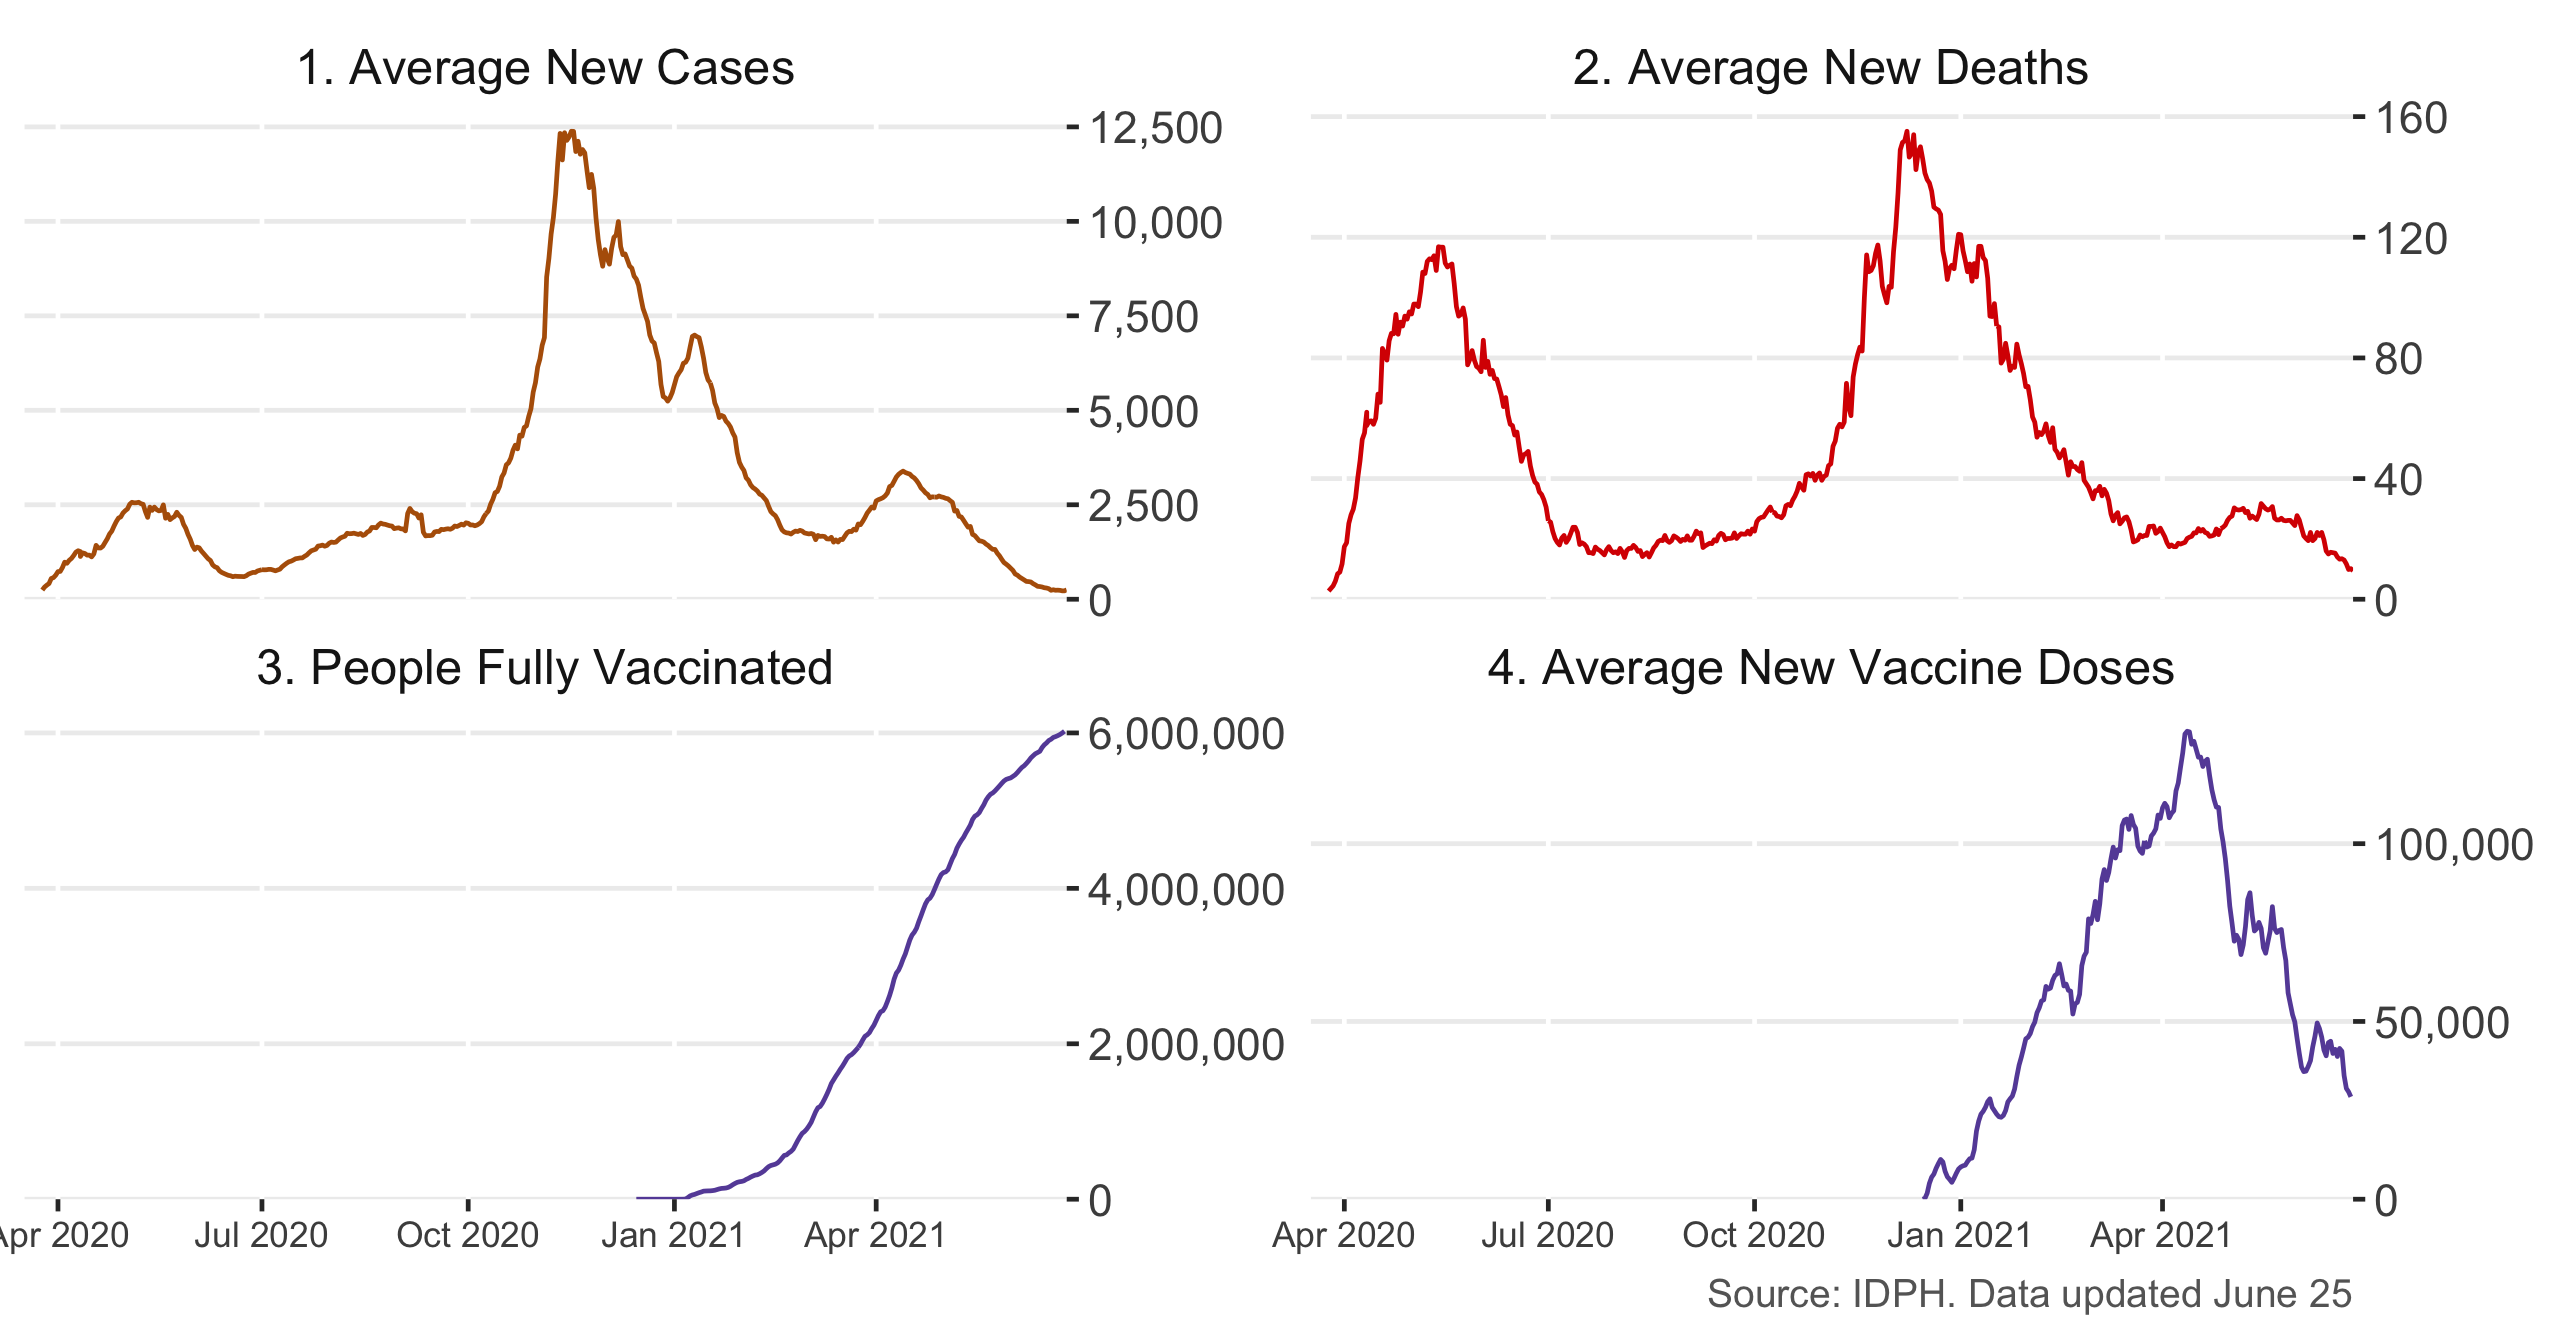 1. Average New Cases
12,500
10,000
7,500
5,000
2,500
0
2. Average New Deaths
160
120
80
40
0
3. People Fully Vaccinated
6,000,000
4,000,000
2,000,000
0
Apr 2020 Jul 2020 Oct 2020 Jan 2021 Apr 2021
4. Average New Vaccine Doses
100,000
50,000
0
Apr 2020 Jul 2020 Oct 2020 Jan 2021 Apr 2021
Source: IDPH. Data updated June 25